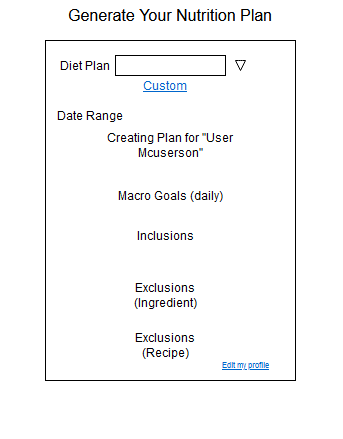 Generate Your Nutrition Plan
Diet Plan
Custom
Date Range
Creating Plan for "User
Mcuserson"
Macro Goals (daily)
Inclusions
Exclusions
(Ingredient)
Exclusions
(Recipe)
Edit my profile